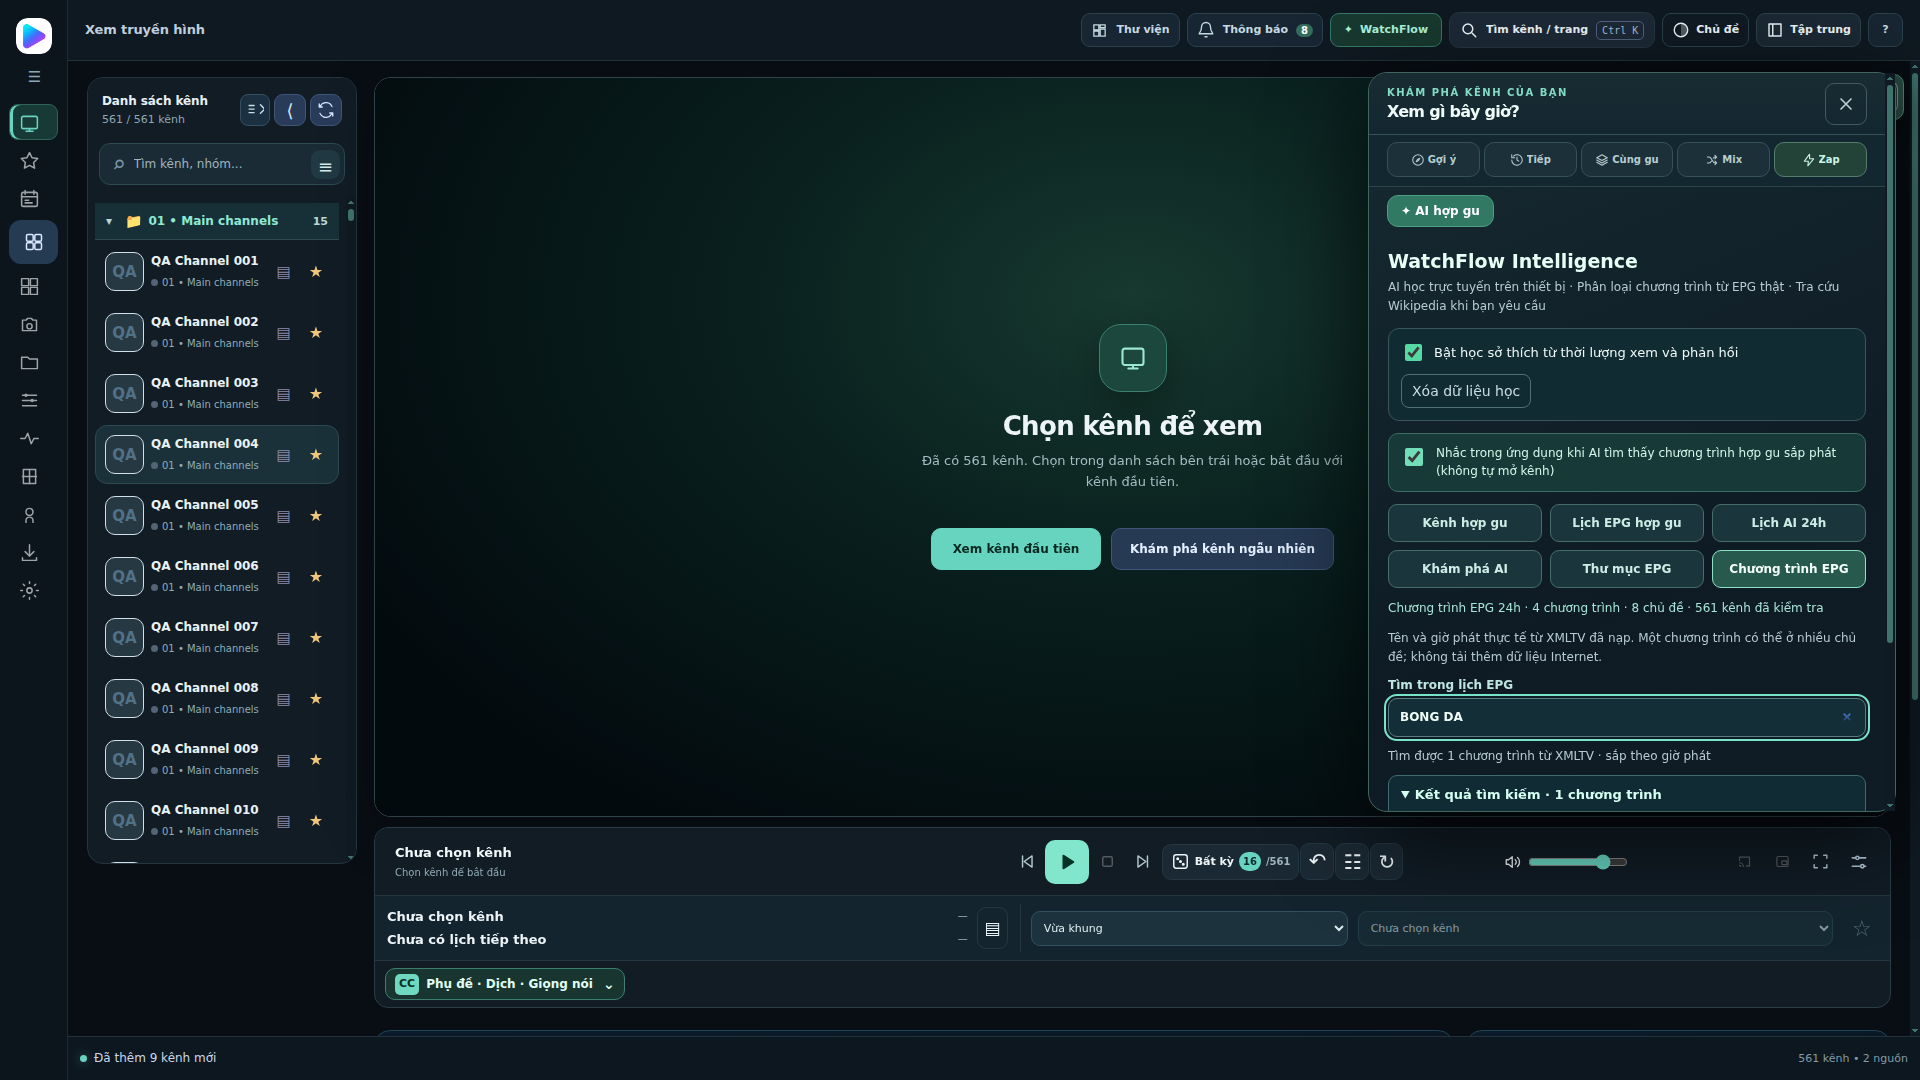 Xem truyền hình
Thư viện
Thông báo 8
✦ WatchFlow
Tìm kênh / trang Ctrl K
Chủ đề
Tập trung
?
Danh sách kênh
561 / 561 kênh
Tìm kênh, nhóm...
01 • Main channels 15
QA QA Channel 001
01 • Main channels
QA QA Channel 002
01 • Main channels
QA QA Channel 003
01 • Main channels
QA QA Channel 004
01 • Main channels
QA QA Channel 005
01 • Main channels
QA QA Channel 006
01 • Main channels
QA QA Channel 007
01 • Main channels
QA QA Channel 008
01 • Main channels
QA QA Channel 009
01 • Main channels
QA QA Channel 010
01 • Main channels
Chọn kênh để xem
Đã có 561 kênh. Chọn trong danh sách bên trái hoặc bắt đầu với
kênh đầu tiên.
Xem kênh đầu tiên
Khám phá kênh ngẫu nhiên
KHÁM PHÁ KÊNH CỦA BẠN
Xem gì bây giờ?
Gợi ý
Tiếp
Cùng gu
Mix
Zap
✦ AI hợp gu
WatchFlow Intelligence
AI học trực tuyến trên thiết bị · Phân loại chương trình từ EPG thật · Tra cứu
Wikipedia khi bạn yêu cầu
Bật học sở thích từ thời lượng xem và phản hồi
Xóa dữ liệu học
Nhắc trong ứng dụng khi AI tìm thấy chương trình hợp gu sắp phát
(không tự mở kênh)
Kênh hợp gu
Lịch EPG hợp gu
Lịch AI 24h
Khám phá AI
Thư mục EPG
Chương trình EPG
Chương trình EPG 24h · 4 chương trình · 8 chủ đề · 561 kênh đã kiểm tra
Tên và giờ phát thực tế từ XMLTV đã nạp. Một chương trình có thể ở nhiều chủ
đề; không tải thêm dữ liệu Internet.
Tìm trong lịch EPG
BONG DA
Tìm được 1 chương trình từ XMLTV · sắp theo giờ phát
▼ Kết quả tìm kiếm · 1 chương trình
Chưa chọn kênh
Chọn kênh để bắt đầu
Bất kỳ 16 /561
Chưa chọn kênh —
Chưa có lịch tiếp theo —
Vừa khung
Chưa chọn kênh
CC Phụ đề · Dịch · Giọng nói
Đã thêm 9 kênh mới
561 kênh • 2 nguồn